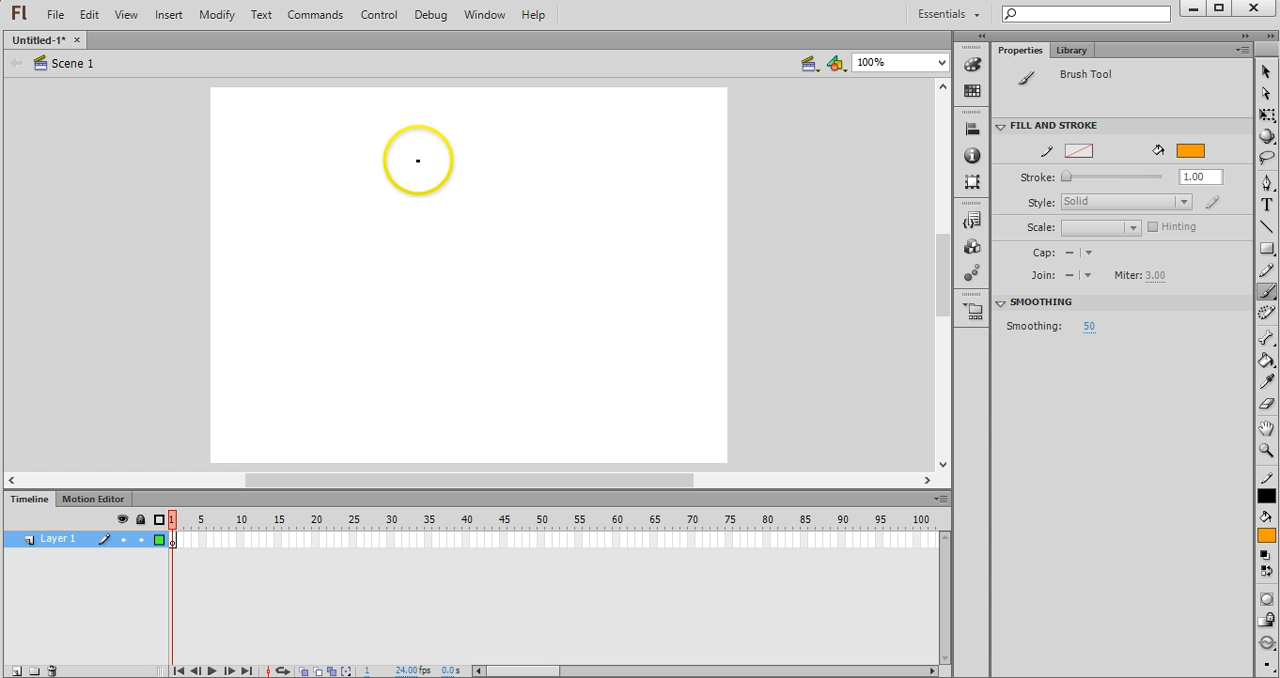 Fl File Edit View Insert Modify Text Commands Control Debug Window Help Essentials
Untitled-1* ×
Scene 1 100%
Properties Library
Brush Tool
FILL AND STROKE
Stroke: 1.00
Style: Solid
Scale: Hinting
Cap:
Join: Miter: 3.00
SMOOTHING
Smoothing: 50
Timeline Motion Editor
1 5 10 15 20 25 30 35 40 45 50 55 60 65 70 75 80 85 90 95 100
Layer 1
1 24.00 fps 0.0 s